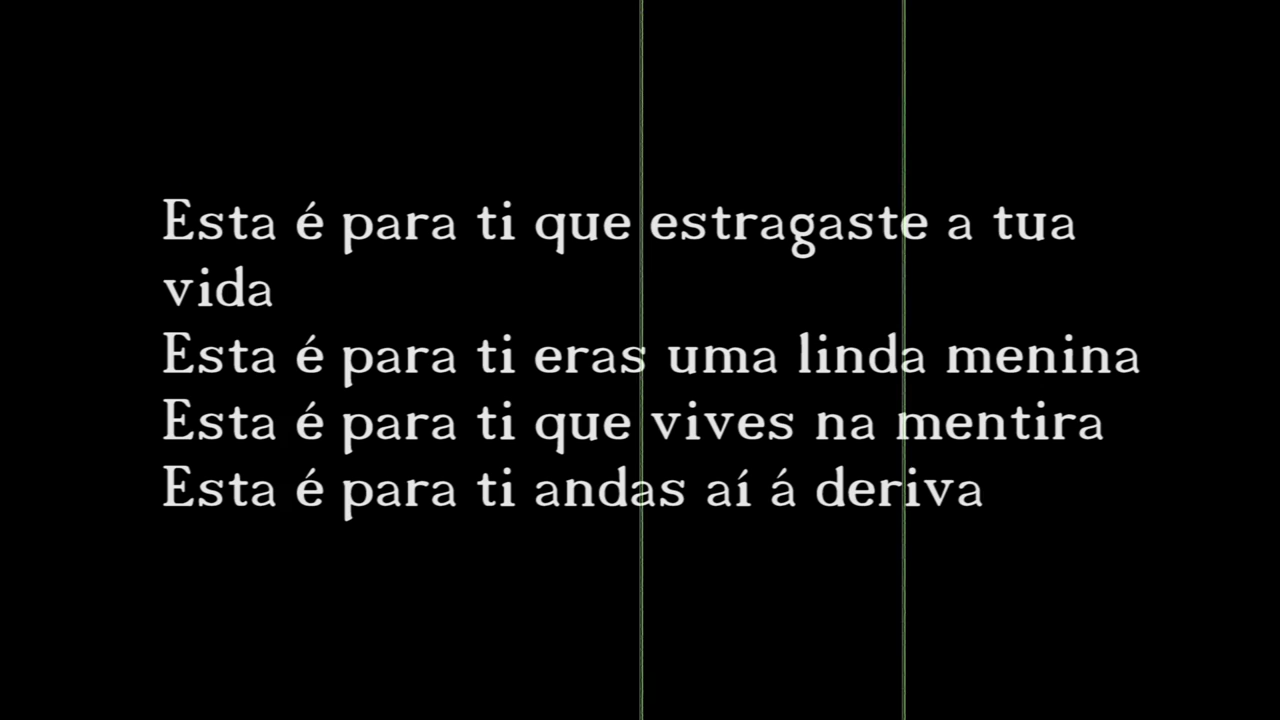 Esta é para ti que estragaste a tua
vida
Esta é para ti eras uma linda menina
Esta é para ti que vives na mentira
Esta é para ti andas aí á deriva